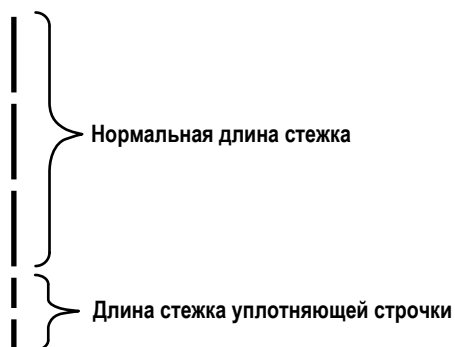 Нормальная длина стежка
Длина стежка уплотняющей строчки